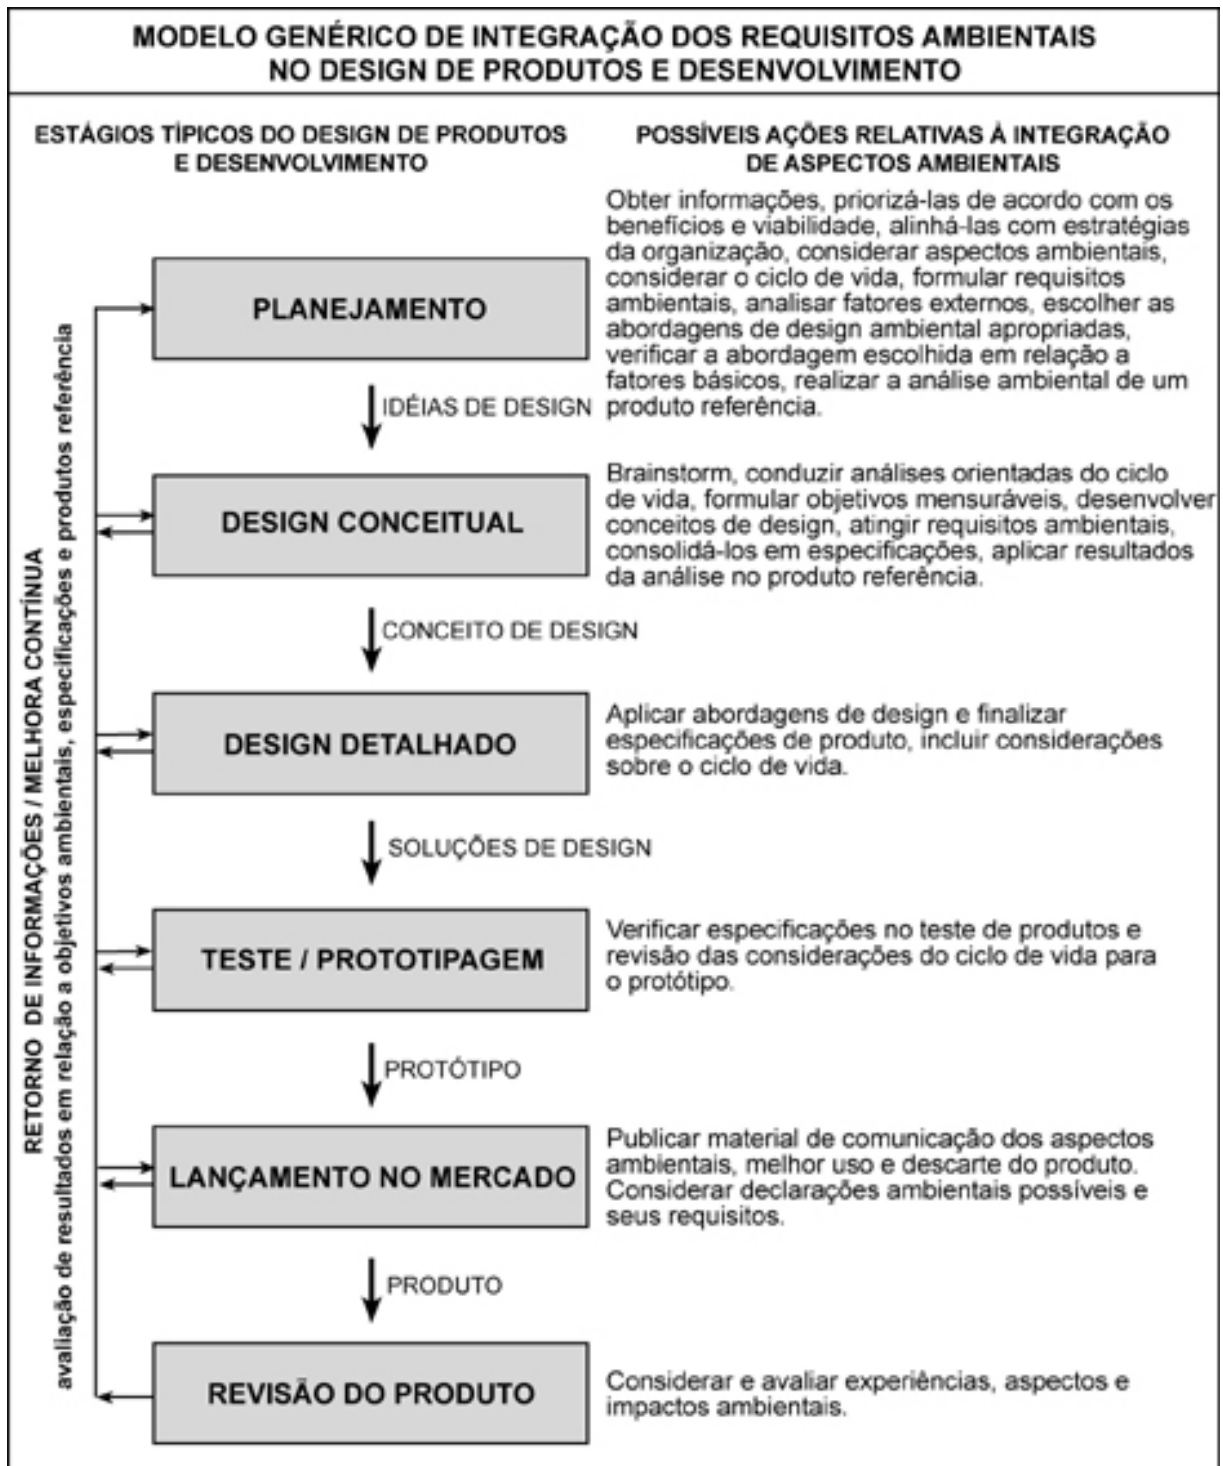 MODELO GENÉRICO DE INTEGRAÇÃO DOS REQUISITOS AMBIENTAIS
NO DESIGN DE PRODUTOS E DESENVOLVIMENTO
ESTÁGIOS TÍPICOS DO DESIGN DE PRODUTOS
E DESENVOLVIMENTO
POSSÍVEIS AÇÕES RELATIVAS À INTEGRAÇÃO
DE ASPECTOS AMBIENTAIS
RETORNO DE INFORMAÇÕES / MELHORA CONTÍNUA
avaliação de resultados em relação a objetivos ambientais, especificações e produtos referência
PLANEJAMENTO
Obter informações, priorizá-las de acordo com os
benefícios e viabilidade, alinhá-las com estratégias
da organização, considerar aspectos ambientais,
considerar o ciclo de vida, formular requisitos
ambientais, analisar fatores externos, escolher as
abordagens de design ambiental apropriadas,
verificar a abordagem escolhida em relação a
fatores básicos, realizar a análise ambiental de um
produto referência.
IDÉIAS DE DESIGN
DESIGN CONCEITUAL
Brainstorm, conduzir análises orientadas do ciclo
de vida, formular objetivos mensuráveis, desenvolver
conceitos de design, atingir requisitos ambientais,
consolidá-los em especificações, aplicar resultados
da análise no produto referência.
CONCEITO DE DESIGN
DESIGN DETALHADO
Aplicar abordagens de design e finalizar
especificações de produto, incluir considerações
sobre o ciclo de vida.
SOLUÇÕES DE DESIGN
TESTE / PROTOTIPAGEM
Verificar especificações no teste de produtos e
revisão das considerações do ciclo de vida para
o protótipo.
PROTÓTIPO
LANÇAMENTO NO MERCADO
Publicar material de comunicação dos aspectos
ambientais, melhor uso e descarte do produto.
Considerar declarações ambientais possíveis e
seus requisitos.
PRODUTO
REVISÃO DO PRODUTO
Considerar e avaliar experiências, aspectos e
impactos ambientais.